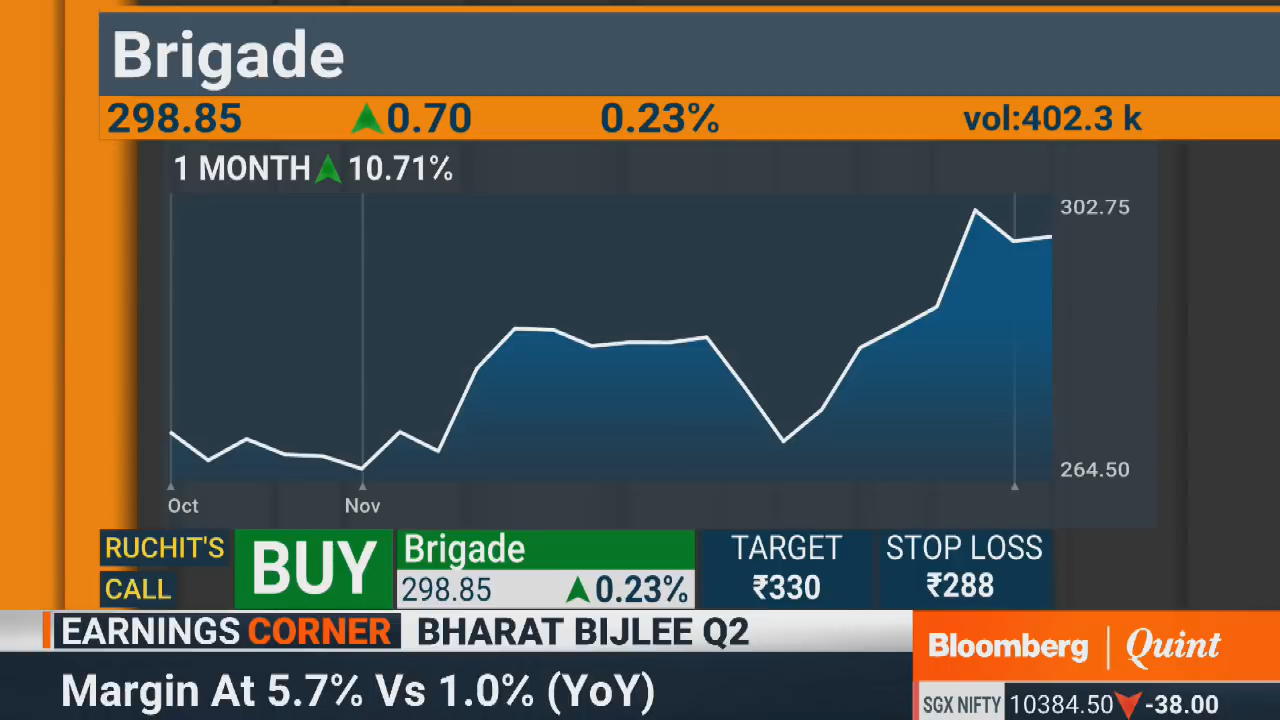 Brigade
298.85 0.70 0.23% vol:402.3 k
1 MONTH 10.71%
302.75
264.50
Oct Nov
RUCHIT'S CALL
BUY
Brigade
298.85 0.23%
TARGET
₹330
STOP LOSS
₹288
EARNINGS CORNER BHARAT BIJLEE Q2
Margin At 5.7% Vs 1.0% (YoY)
Bloomberg | Quint
SGX NIFTY 10384.50 -38.00